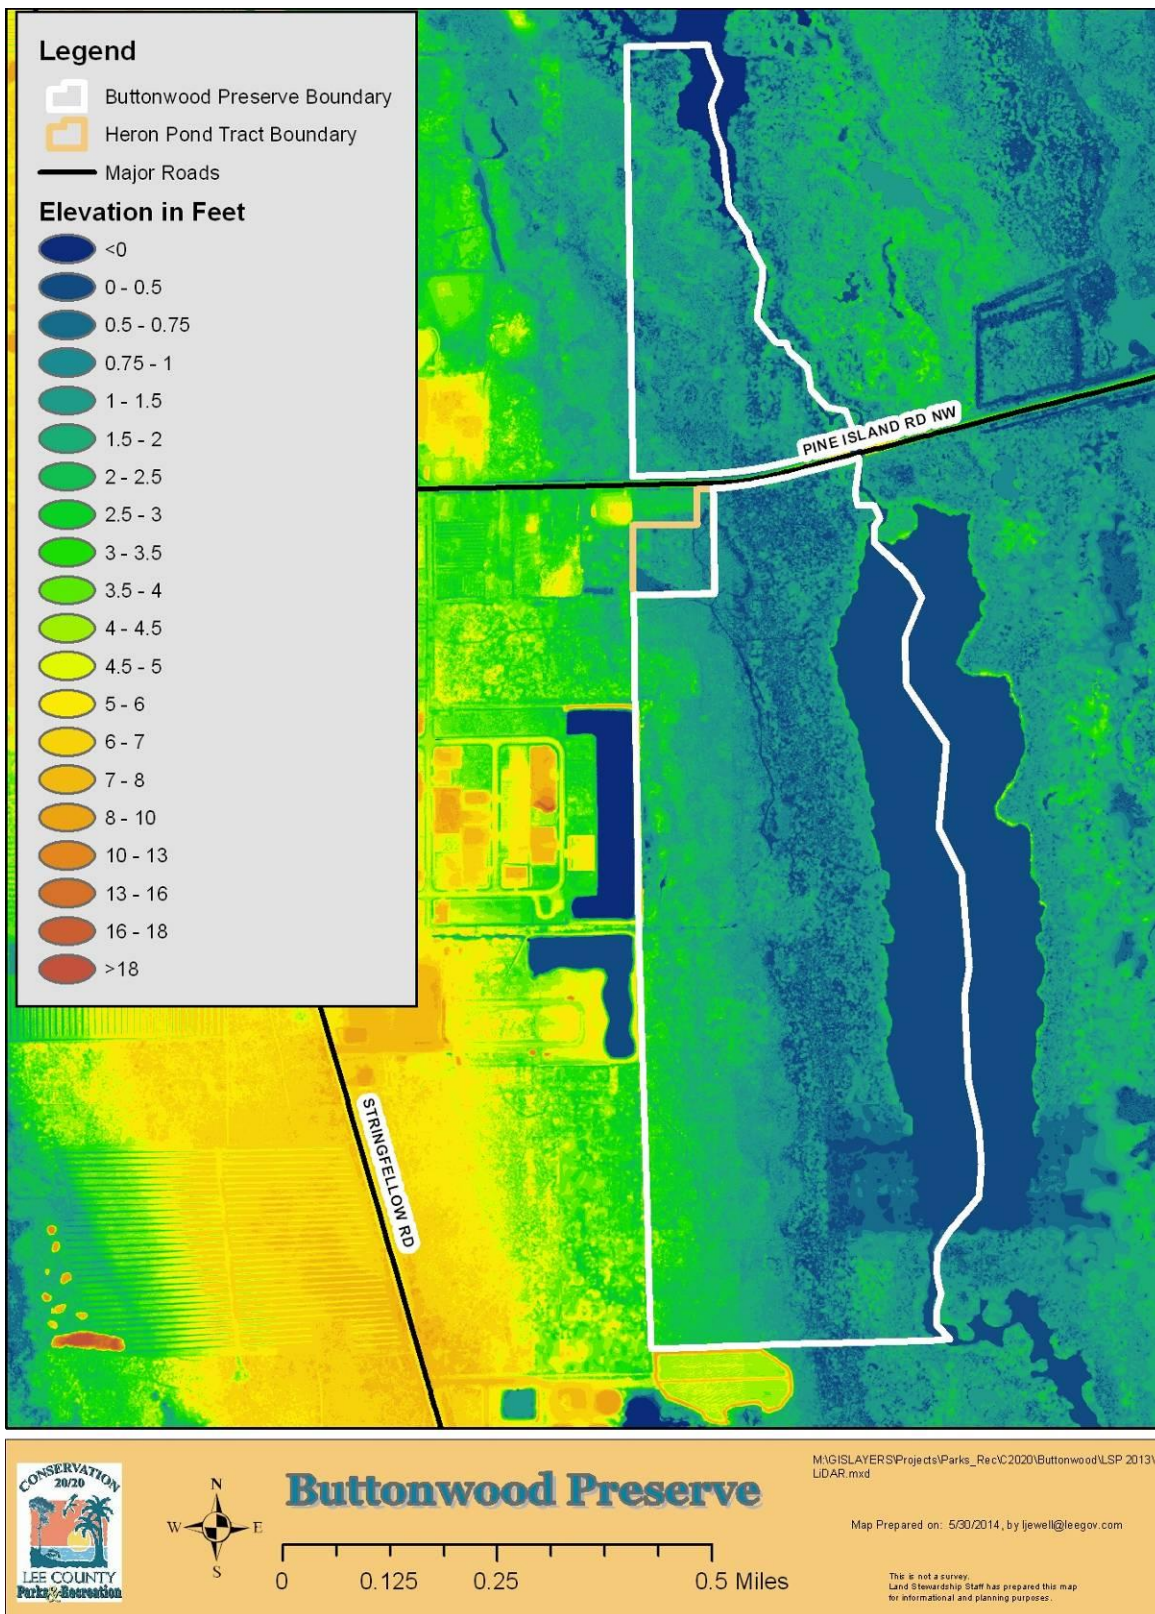 Legend
Buttonwood Preserve Boundary
Heron Pond Tract Boundary
Major Roads
Elevation in Feet
<0
0 - 0.5
0.5 - 0.75
0.75 - 1
1 - 1.5
1.5 - 2
2 - 2.5
2.5 - 3
3 - 3.5
3.5 - 4
4 - 4.5
4.5 - 5
5 - 6
6 - 7
7 - 8
8 - 10
10 - 13
13 - 16
16 - 18
>18
PINE ISLAND RD NW
STRINGFELLOW RD
CONSERVATION
20/20
LEE COUNTY
Parks & Recreation
N
W E
S
Buttonwood Preserve
0 0.125 0.25 0.5 Miles
M:\GISLAYERS\Projects\Parks_Rec\C2020\Buttonwood\LSP 2013\
LiDAR.mxd
Map Prepared on: 5/30/2014, by ljewell@leegov.com
This is not a survey.
Land Stewardship Staff has prepared this map
for informational and planning purposes.